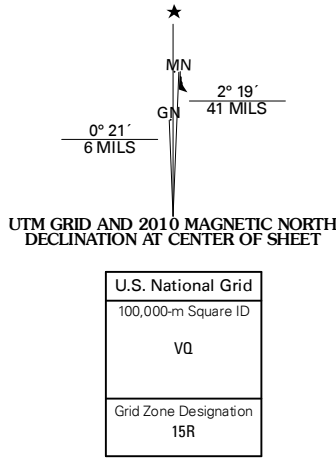 MN
GN
2° 19´
41 MILS
0° 21´
6 MILS
UTM GRID AND 2010 MAGNETIC NORTH
DECLINATION AT CENTER OF SHEET
U.S. National Grid
100,000-m Square ID
VQ
Grid Zone Designation
15R